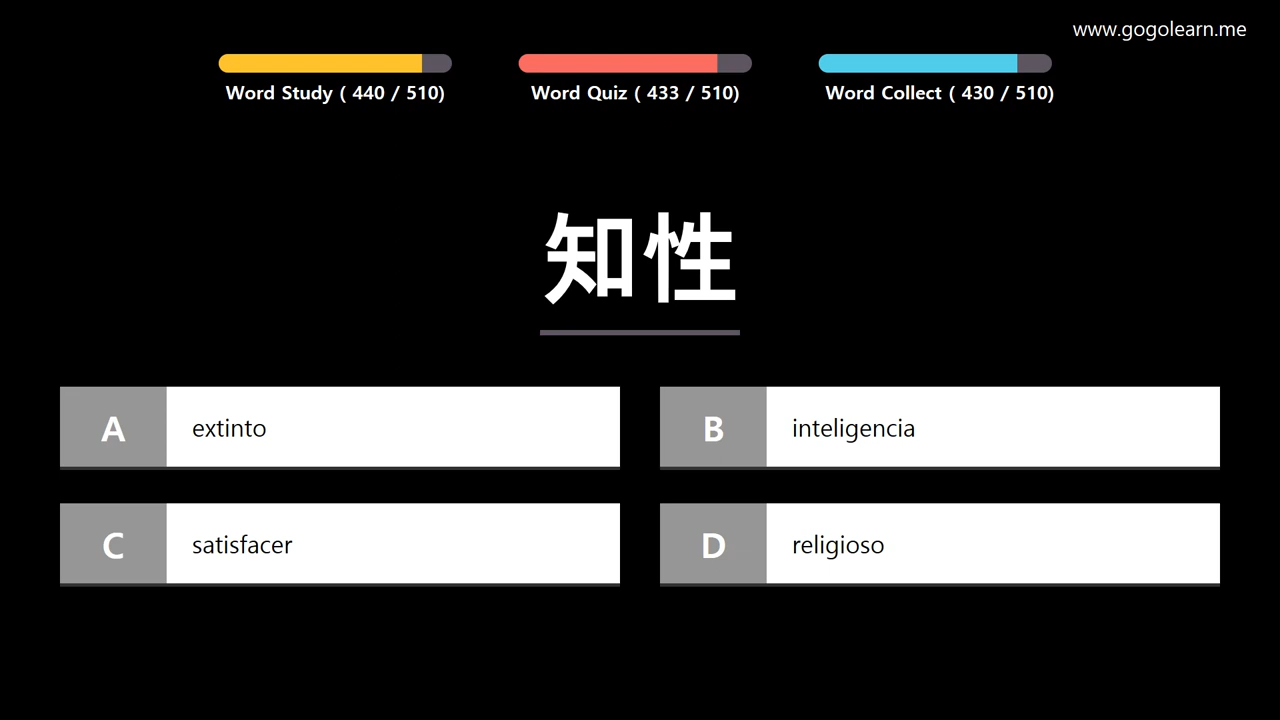 www.gogolearn.me
Word Study ( 440 / 510)
Word Quiz ( 433 / 510)
Word Collect ( 430 / 510)
知性
A extinto
B inteligencia
C satisfacer
D religioso